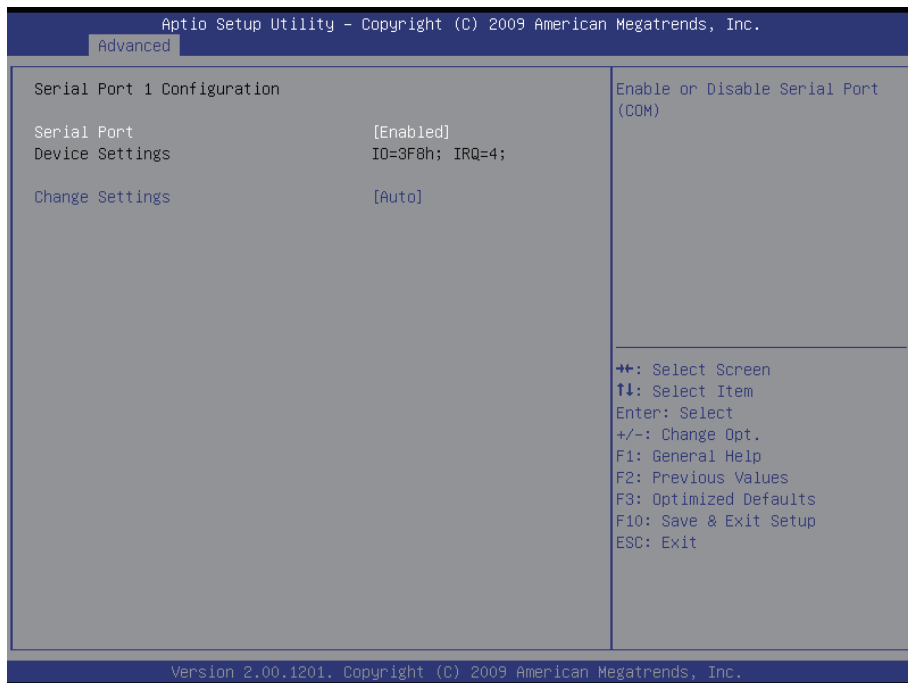 Aptio Setup Utility – Copyright (C) 2009 American Megatrends, Inc.
Advanced
Serial Port 1 Configuration
Serial Port [Enabled]
Device Settings IO=3F8h; IRQ=4;
Change Settings [Auto]
Enable or Disable Serial Port
(COM)
→←: Select Screen
↑↓: Select Item
Enter: Select
+/-: Change Opt.
F1: General Help
F2: Previous Values
F3: Optimized Defaults
F10: Save & Exit Setup
ESC: Exit
Version 2.00.1201. Copyright (C) 2009 American Megatrends, Inc.